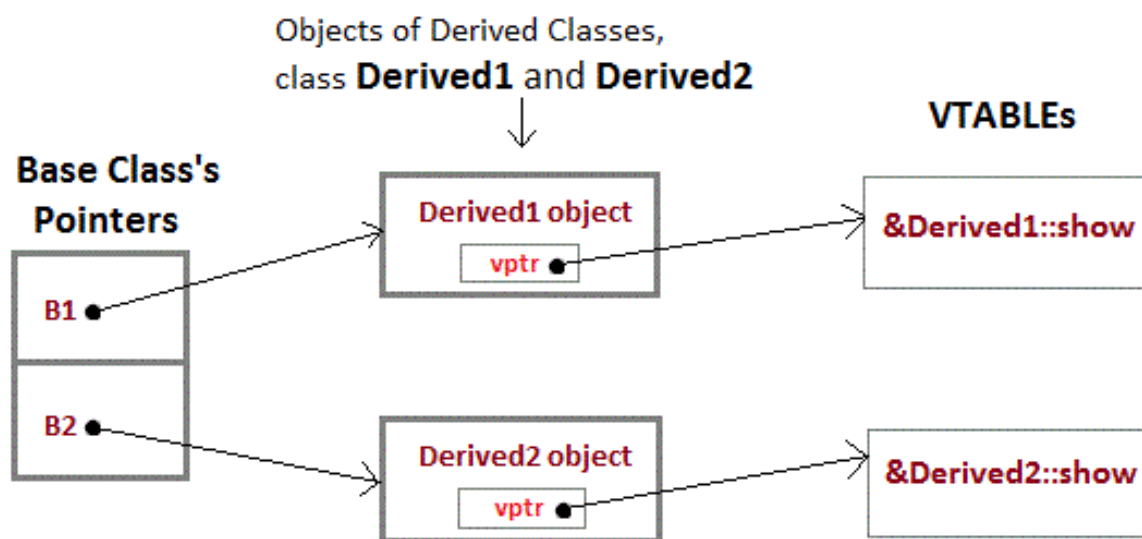 Objects of Derived Classes,
class Derived1 and Derived2
VTABLEs
Base Class's
Pointers
Derived1 object
&Derived1::show
vptr
B1
B2
Derived2 object
&Derived2::show
vptr